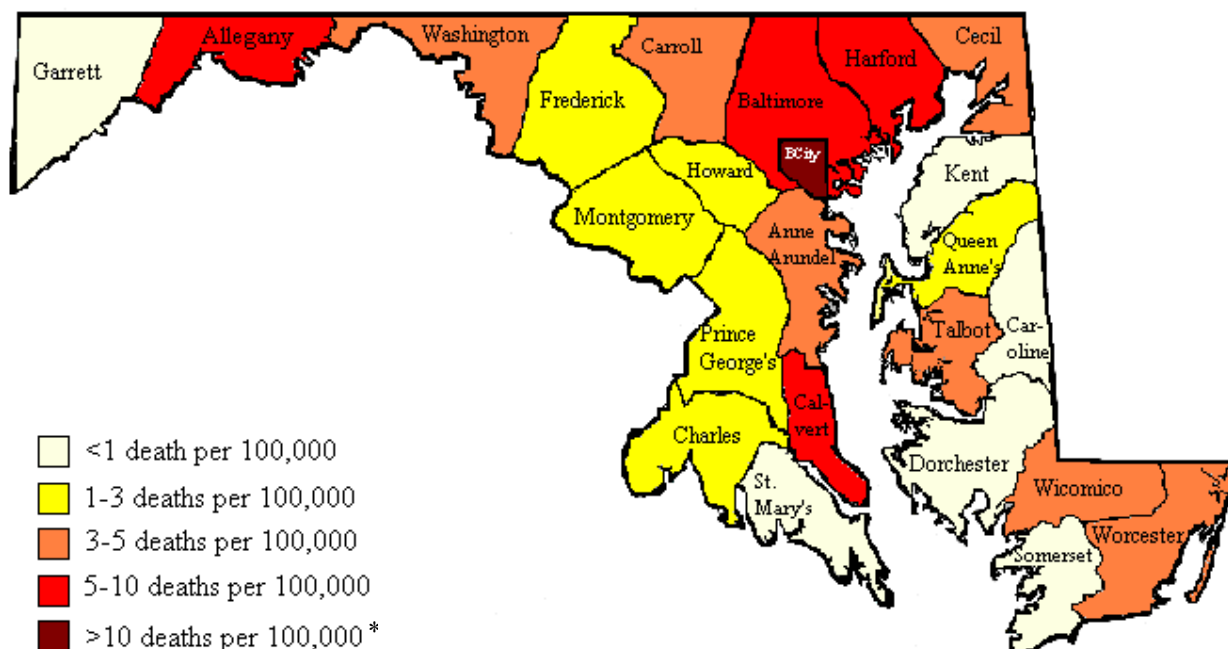 Garrett
Allegany
Washington
Frederick
Carroll
Baltimore
Harford
Cecil
BCity
Howard
Montgomery
Kent
Anne
Arundel
Queen
Anne's
Talbot
Car-
oline
Prince
George's
Cal-
vert
Charles
St.
Mary's
Dorchester
Wicomico
Worcester
Somerset
<1 death per 100,000
1-3 deaths per 100,000
3-5 deaths per 100,000
5-10 deaths per 100,000
>10 deaths per 100,000*